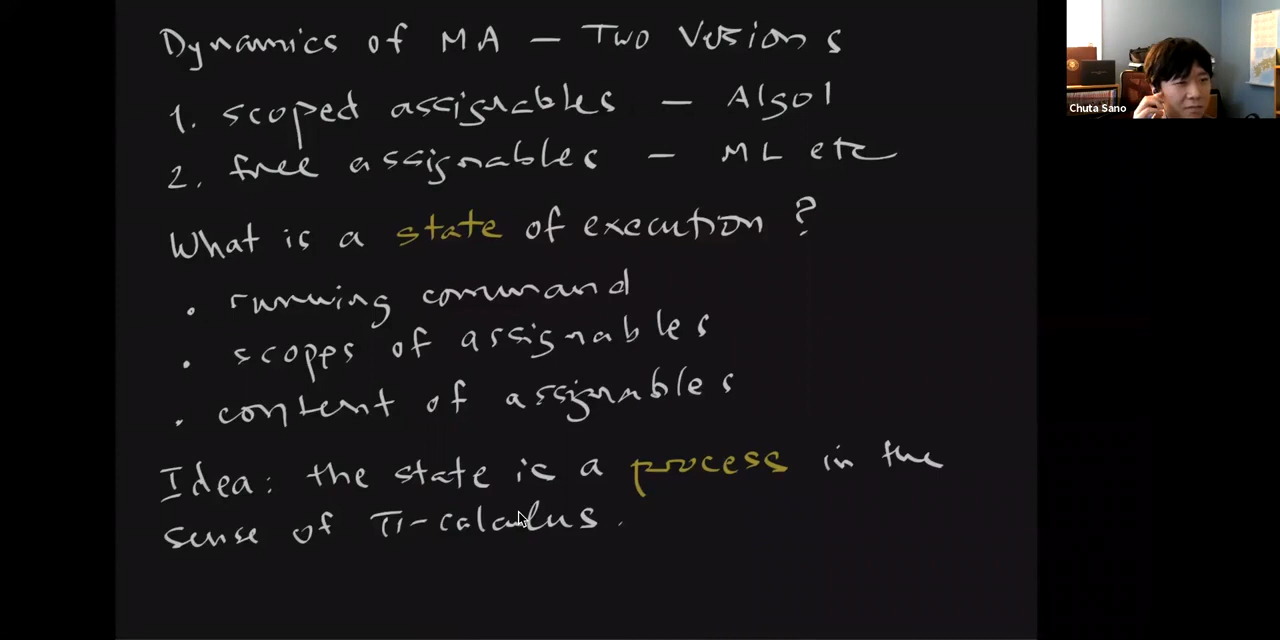 Dynamics of MA – Two Versions
1. scoped assignables – Algol
2. free assignables – ML etc
What is a state of execution?
• running command
• scopes of assignables
• content of assignables
Idea: the state is a process in the
sense of π-calculus.
Chuta Sano